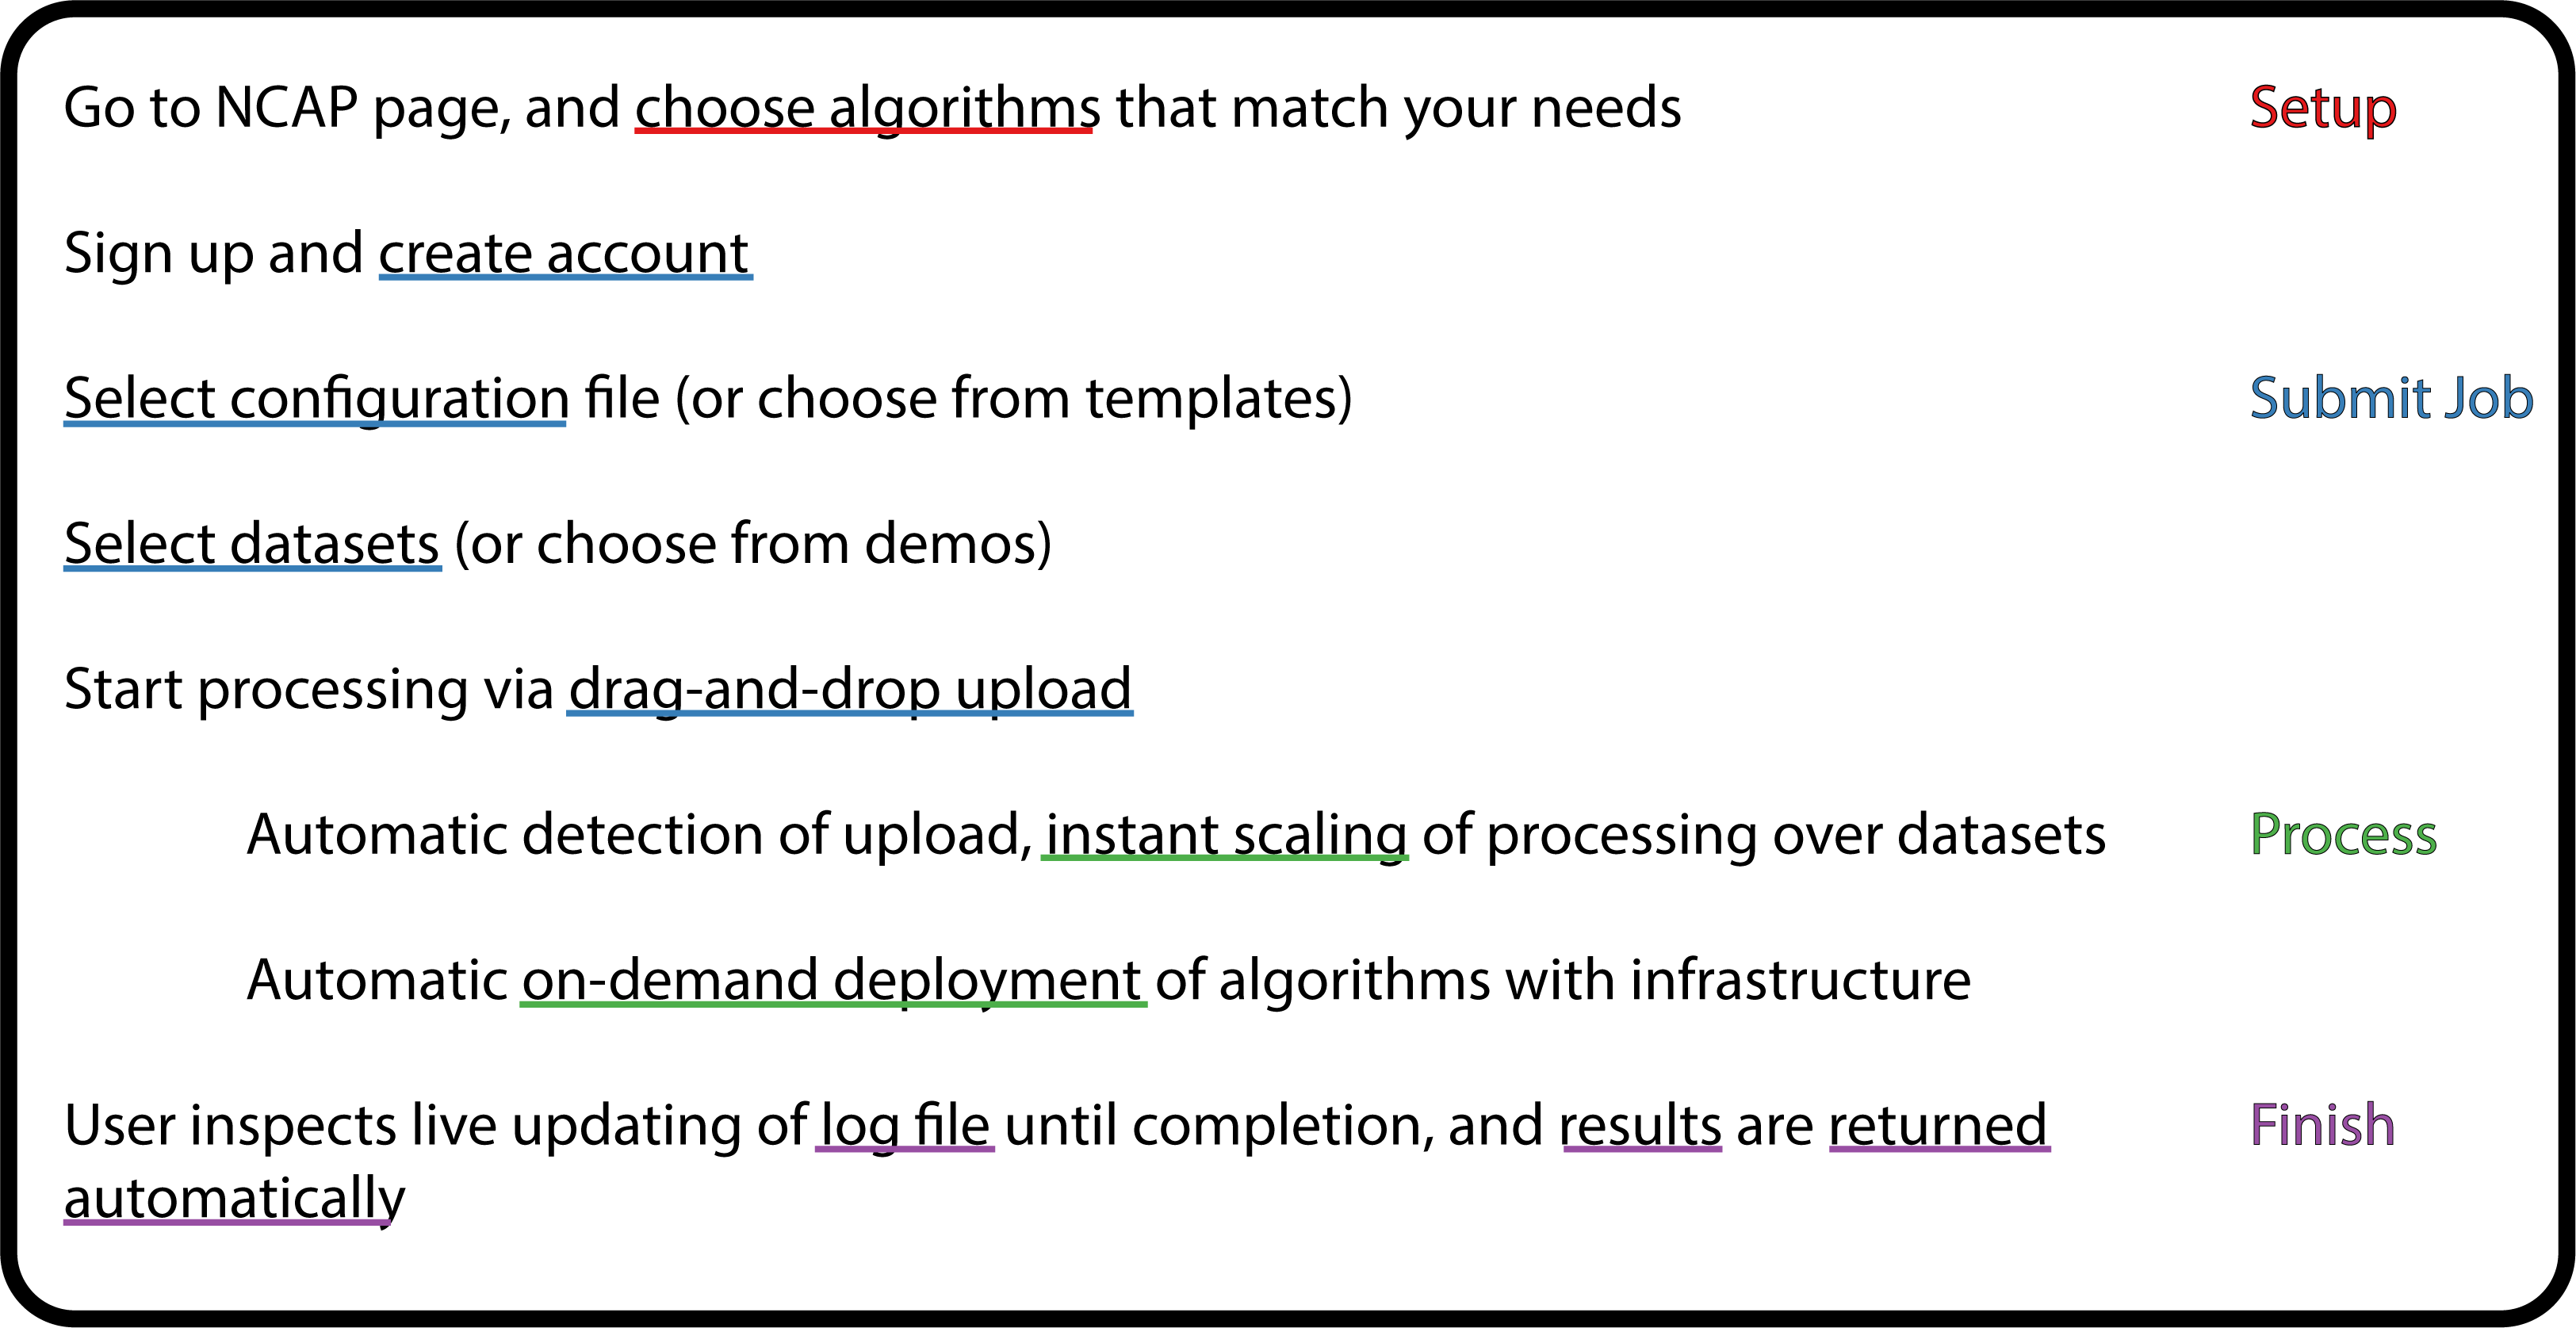 Go to NCAP page, and choose algorithms that match your needs Setup
Sign up and create account
Select configuration file (or choose from templates) Submit Job
Select datasets (or choose from demos)
Start processing via drag-and-drop upload
Automatic detection of upload, instant scaling of processing over datasets Process
Automatic on-demand deployment of algorithms with infrastructure
User inspects live updating of log file until completion, and results are returned Finish
automatically